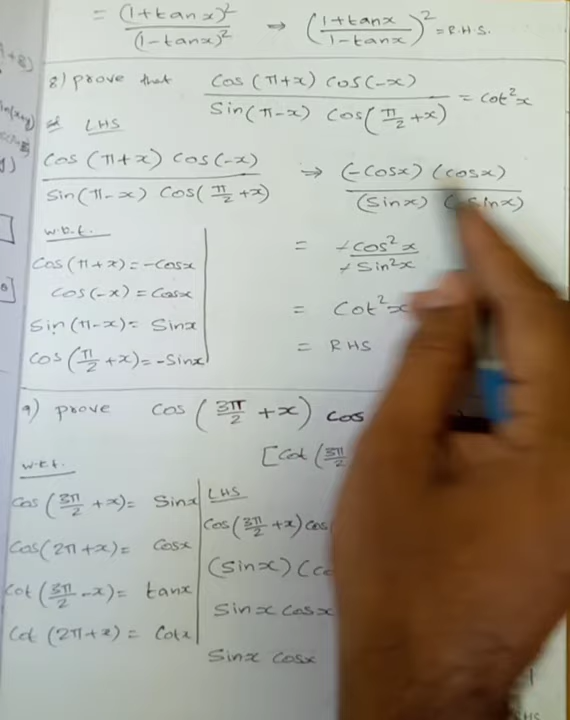 = (1+tanx)² / (1-tanx)² → ((1+tanx) / (1-tanx))² = R.H.S.
8) prove that cos(π+x) cos(-x) / sin(π-x) cos(π/2+x) = cot²x
LHS
cos(π+x) cos(-x) / sin(π-x) cos(π/2+x) → (-cosx) (cosx) / (sinx)
w.k.t.
= -cos²x / -sin²x
cos(π+x) = -cosx
cos(-x) = cosx
= cot²x
sin(π-x) = sinx
= RHS
cos(π/2+x) = -sinx
9) prove cos(3π/2+x) cos
[cot(3π/2
w.k.t.
cos(3π/2+x) = sinx
cos(2π+x) = cosx
cot(3π/2-x) = tanx
cot(2π+x) = cotx
LHS
cos(3π/2+x) cos
(sinx)
sinx cosx
sinx cosx
HS